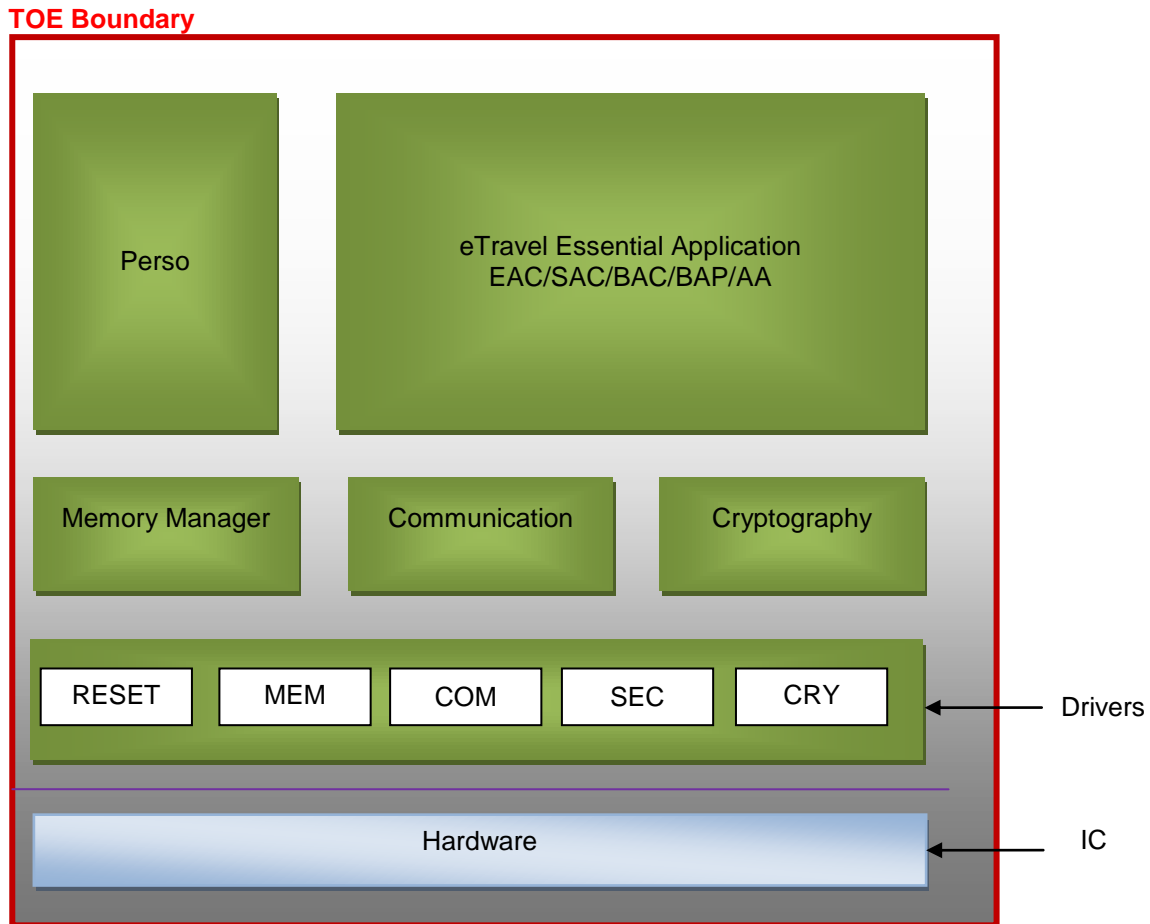 TOE Boundary
Perso
eTravel Essential Application
EAC/SAC/BAC/BAP/AA
Memory Manager
Communication
Cryptography
RESET
MEM
COM
SEC
CRY
Drivers
Hardware
IC